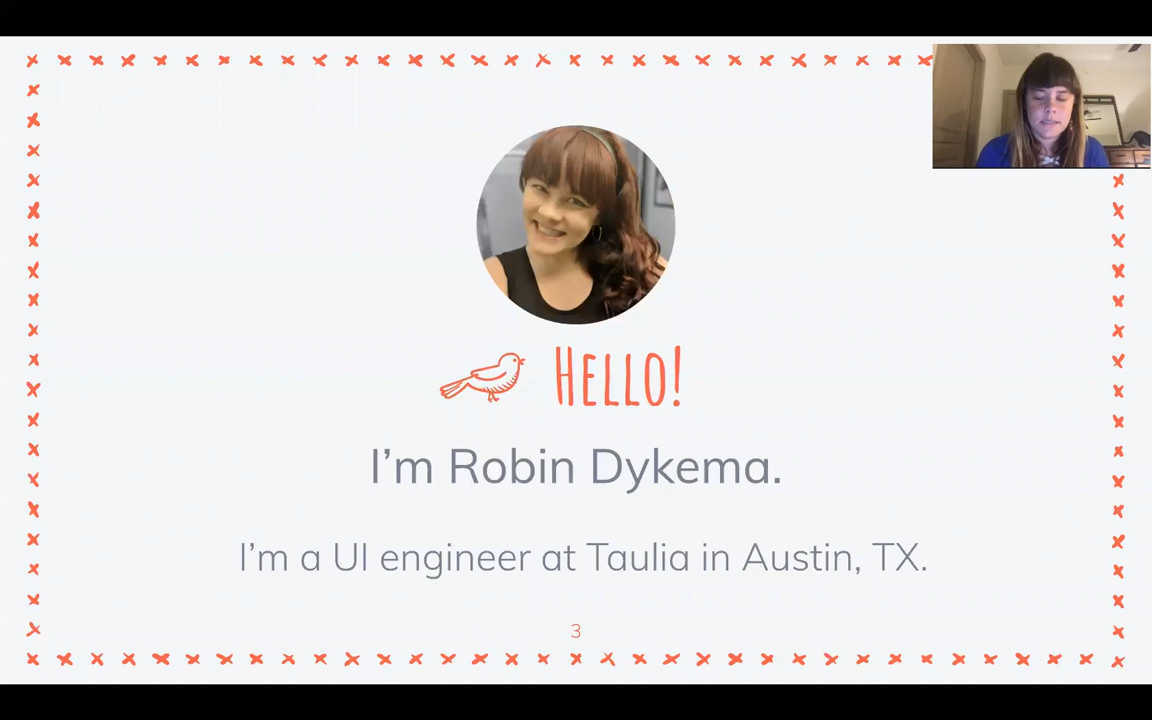 Hello!
I'm Robin Dykema.
I'm a UI engineer at Taulia in Austin, TX.
3